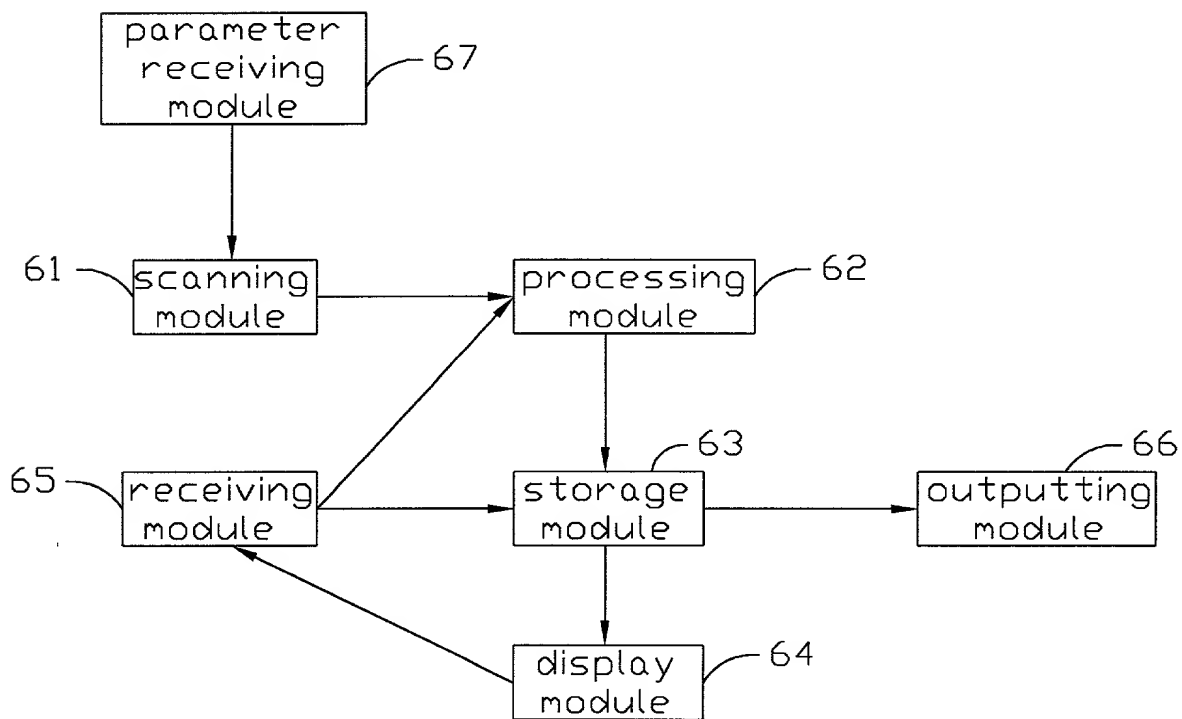 parameter
receiving
module
67
61
scanning
module
processing
module
62
63
66
65
receiving
module
storage
module
outputting
module
display
module
64